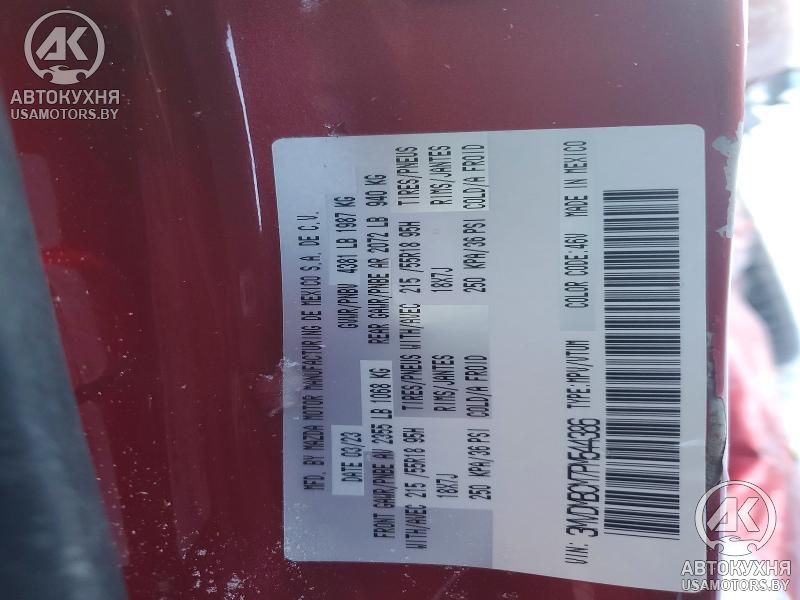 AK
АВТОКУХНЯ
USAMOTORS.BY
MFD. BY MAZDA MOTOR MANUFACTURING DE MEXICO S.A. DE C.V.
DATE 03/23 GVWR/PNBV 4381 LB 1987 KG
FRONT GAWR/PNBE AV 2355 LB 1068 KG REAR GAWR/PNBE AR 2072 LB 940 KG
WITH/AVEC 215 /55R18 95H TIRES/PNEUS WITH/AVEC 215 /55R18 95H TIRES/PNEUS
18X7J RIMS/JANTES 18X7J RIMS/JANTES
250 KPA/36 PSI COLD/A FROID 250 KPA/36 PSI COLD/A FROID
COLOR CODE:46V MADE IN MEXICO
VIN: TYPE:MPV/VTUM
AK
АВТОКУХНЯ
USAMOTORS.BY